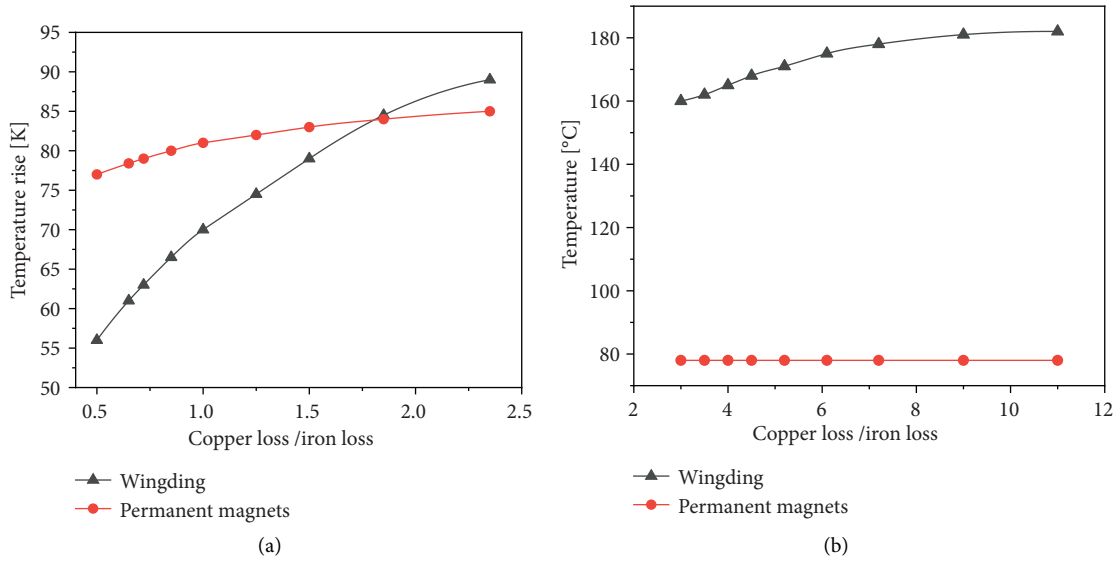 95
90
85
80
75
70
65
60
55
50
Temperature rise [K]
0.5
1.0
1.5
2.0
2.5
Copper loss /iron loss
Wingding
Permanent magnets
(a)
180
160
140
120
100
80
Temperature [°C]
2
4
6
8
10
12
Copper loss /iron loss
Wingding
Permanent magnets
(b)